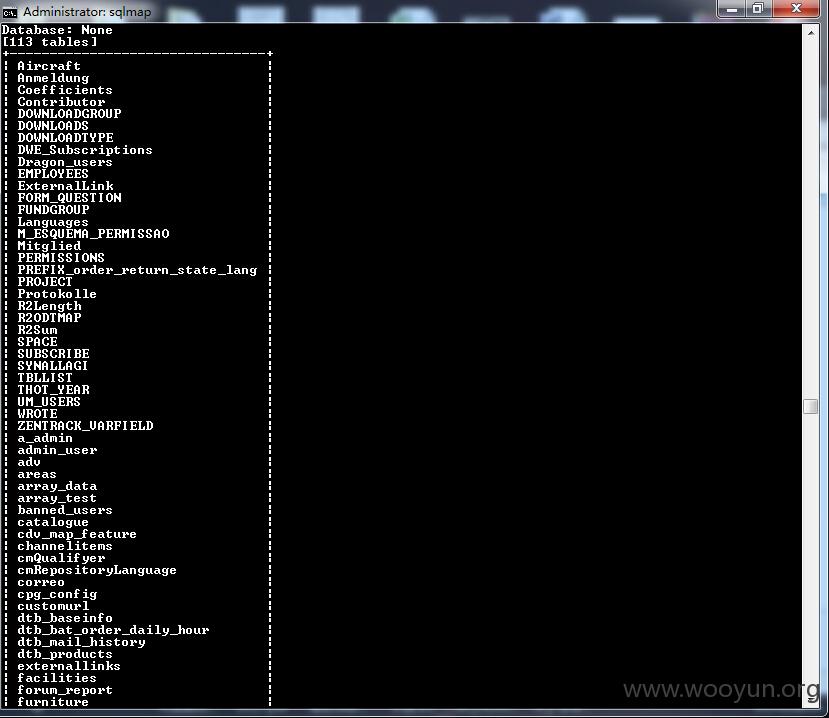 Administrator: sqlmap
Database: None
[113 tables]
+--------------------------------+
| Aircraft |
| Anmeldung |
| Coefficients |
| Contributor |
| DOWNLOADGROUP |
| DOWNLOADS |
| DOWNLOADTYPE |
| DWE_Subscriptions |
| Dragon_users |
| EMPLOYEES |
| ExternalLink |
| FORM_QUESTION |
| FUNDGROUP |
| Languages |
| M_ESQUEMA_PERMISSAO |
| Mitglied |
| PERMISSIONS |
| PREFIX_order_return_state_lang |
| PROJECT |
| Protokolle |
| R2Length |
| R2ODTMAP |
| R2Sum |
| SPACE |
| SUBSCRIBE |
| SYNALLAGI |
| TBLLIST |
| THOT_YEAR |
| UM_USERS |
| WROTE |
| ZENTRACK_VARFIELD |
| a_admin |
| admin_user |
| adv |
| areas |
| array_data |
| array_test |
| banned_users |
| catalogue |
| cdv_map_feature |
| channelitems |
| cmQualifyer |
| cmRepositoryLanguage |
| correo |
| cpg_config |
| customurl |
| dtb_baseinfo |
| dtb_bat_order_daily_hour |
| dtb_mail_history |
| dtb_products |
| externallinks |
| facilities |
| forum_report |
| furniture |
www.wooyun.org